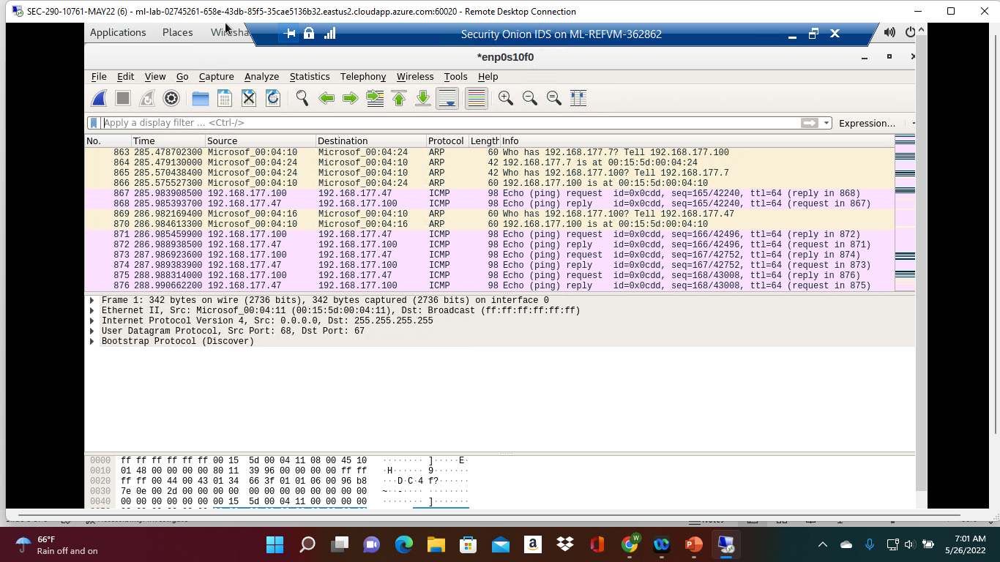 SEC-290-10761-MAY22 (6) - ml-lab-02745261-658e-43db-85f5-35cae5136b32.eastus2.cloudapp.azure.com:60020 - Remote Desktop Connection
Applications Places Wiresha
Security Onion IDS on ML-REFVM-362862
*enp0s10f0
File Edit View Go Capture Analyze Statistics Telephony Wireless Tools Help
Apply a display filter ... <Ctrl-/> Expression...
No. Time Source Destination Protocol Length Info
863 285.478702300 Microsof_00:04:10 Microsof_00:04:24 ARP 60 Who has 192.168.177.7? Tell 192.168.177.100
864 285.479130000 Microsof_00:04:24 Microsof_00:04:10 ARP 42 192.168.177.7 is at 00:15:5d:00:04:24
865 285.570438400 Microsof_00:04:24 Microsof_00:04:10 ARP 42 Who has 192.168.177.100? Tell 192.168.177.7
866 285.575527300 Microsof_00:04:10 Microsof_00:04:24 ARP 60 192.168.177.100 is at 00:15:5d:00:04:10
867 285.983908500 192.168.177.100 192.168.177.47 ICMP 98 Echo (ping) request id=0x0cdd, seq=165/42240, ttl=64 (reply in 868)
868 285.985393700 192.168.177.47 192.168.177.100 ICMP 98 Echo (ping) reply id=0x0cdd, seq=165/42240, ttl=64 (request in 867)
869 286.982169400 Microsof_00:04:16 Microsof_00:04:10 ARP 60 Who has 192.168.177.100? Tell 192.168.177.47
870 286.984613300 Microsof_00:04:10 Microsof_00:04:16 ARP 60 192.168.177.100 is at 00:15:5d:00:04:10
871 286.985459900 192.168.177.100 192.168.177.47 ICMP 98 Echo (ping) request id=0x0cdd, seq=166/42496, ttl=64 (reply in 872)
872 286.988938500 192.168.177.47 192.168.177.100 ICMP 98 Echo (ping) reply id=0x0cdd, seq=166/42496, ttl=64 (request in 871)
873 287.986923600 192.168.177.100 192.168.177.47 ICMP 98 Echo (ping) request id=0x0cdd, seq=167/42752, ttl=64 (reply in 874)
874 287.989383900 192.168.177.47 192.168.177.100 ICMP 98 Echo (ping) reply id=0x0cdd, seq=167/42752, ttl=64 (request in 873)
875 288.988314000 192.168.177.100 192.168.177.47 ICMP 98 Echo (ping) request id=0x0cdd, seq=168/43008, ttl=64 (reply in 876)
876 288.990662200 192.168.177.47 192.168.177.100 ICMP 98 Echo (ping) reply id=0x0cdd, seq=168/43008, ttl=64 (request in 875)
Frame 1: 342 bytes on wire (2736 bits), 342 bytes captured (2736 bits) on interface 0
Ethernet II, Src: Microsof_00:04:11 (00:15:5d:00:04:11), Dst: Broadcast (ff:ff:ff:ff:ff:ff)
Internet Protocol Version 4, Src: 0.0.0.0, Dst: 255.255.255.255
User Datagram Protocol, Src Port: 68, Dst Port: 67
Bootstrap Protocol (Discover)
0000 ff ff ff ff ff ff 00 15 5d 00 04 11 08 00 45 10 ········ ]·····E·
0010 01 48 00 00 00 00 80 11 39 96 00 00 00 00 ff ff ·H······ 9·······
0020 ff ff 00 44 00 43 01 34 66 3f 01 01 06 00 96 b8 ···D·C·4 f?······
0030 7e 0e 00 2d 00 00 00 00 00 00 00 00 00 00 00 00 ~··-···· ········
0040 00 00 00 00 00 00 00 15 5d 00 04 11 00 00 00 00 ········ ]·······
66°F
Rain off and on
a
W
7:01 AM
5/26/2022